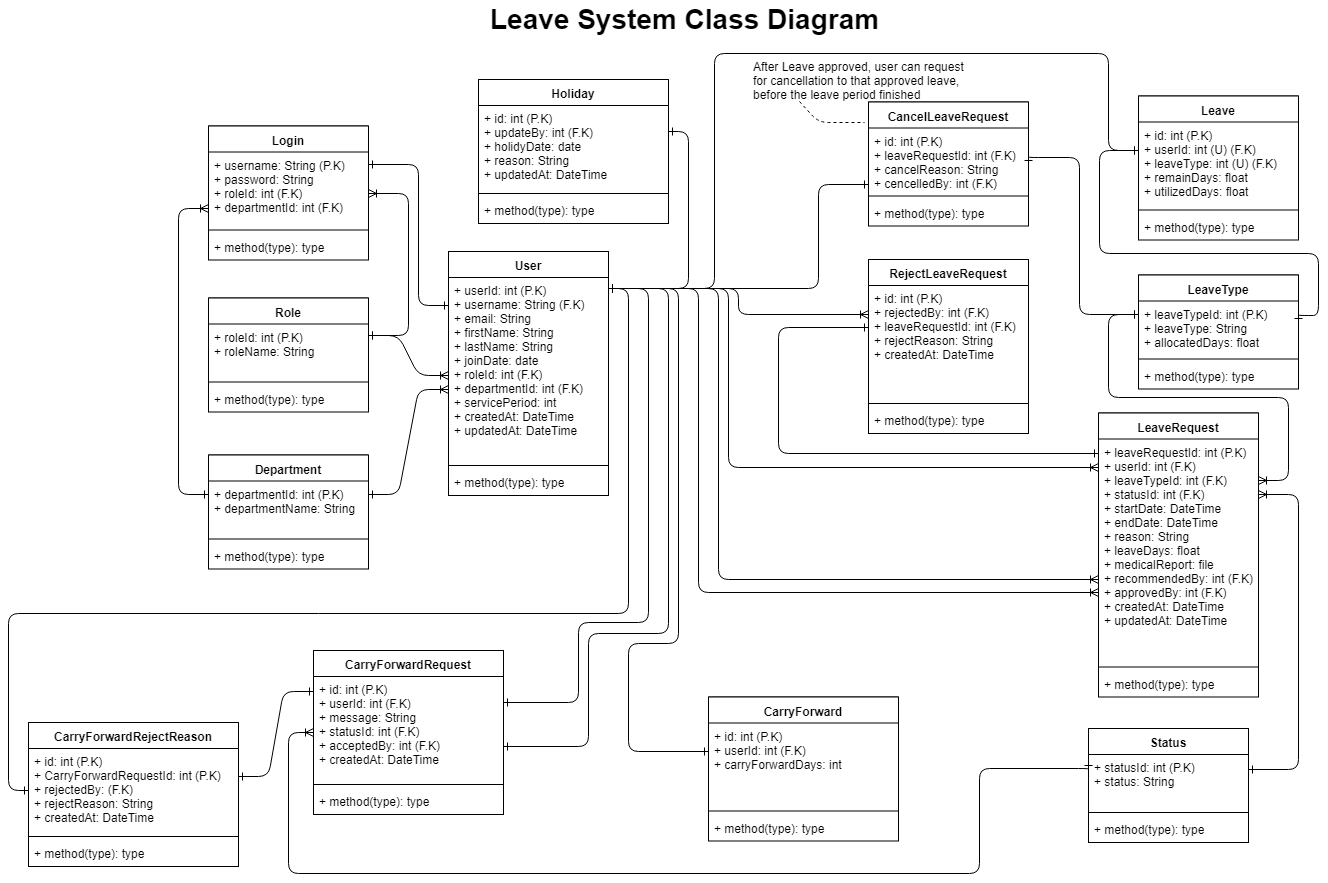 Leave System Class Diagram
After Leave approved, user can request
for cancellation to that approved leave,
before the leave period finished
Holiday
+ id: int (P.K)
+ updateBy: int (F.K)
+ holidyDate: date
+ reason: String
+ updatedAt: DateTime
+ method(type): type
Login
+ username: String (P.K)
+ password: String
+ roleId: int (F.K)
+ departmentId: int (F.K)
+ method(type): type
CancelLeaveRequest
+ id: int (P.K)
+ leaveRequestId: int (F.K)
+ cancelReason: String
+ cencelledBy: int (F.K)
+ method(type): type
Leave
+ id: int (P.K)
+ userId: int (U) (F.K)
+ leaveType: int (U) (F.K)
+ remainDays: float
+ utilizedDays: float
+ method(type): type
User
+ userId: int (P.K)
+ username: String (F.K)
+ email: String
+ firstName: String
+ lastName: String
+ joinDate: date
+ roleId: int (F.K)
+ departmentId: int (F.K)
+ servicePeriod: int
+ createdAt: DateTime
+ updatedAt: DateTime
+ method(type): type
RejectLeaveRequest
+ id: int (P.K)
+ rejectedBy: int (F.K)
+ leaveRequestId: int (F.K)
+ rejectReason: String
+ createdAt: DateTime
+ method(type): type
LeaveType
+ leaveTypeId: int (P.K)
+ leaveType: String
+ allocatedDays: float
+ method(type): type
Role
+ roleId: int (P.K)
+ roleName: String
+ method(type): type
LeaveRequest
+ leaveRequestId: int (P.K)
+ userId: int (F.K)
+ leaveTypeId: int (F.K)
+ statusId: int (F.K)
+ startDate: DateTime
+ endDate: DateTime
+ reason: String
+ leaveDays: float
+ medicalReport: file
+ recommendedBy: int (F.K)
+ approvedBy: int (F.K)
+ createdAt: DateTime
+ updatedAt: DateTime
+ method(type): type
Department
+ departmentId: int (P.K)
+ departmentName: String
+ method(type): type
CarryForwardRequest
+ id: int (P.K)
+ userId: int (F.K)
+ message: String
+ statusId: int (F.K)
+ acceptedBy: int (F.K)
+ createdAt: DateTime
+ method(type): type
CarryForward
+ id: int (P.K)
+ userId: int (F.K)
+ carryForwardDays: int
+ method(type): type
CarryForwardRejectReason
+ id: int (P.K)
+ CarryForwardRequestId: int (P.K)
+ rejectedBy: (F.K)
+ rejectReason: String
+ createdAt: DateTime
+ method(type): type
Status
+ statusId: int (P.K)
+ status: String
+ method(type): type